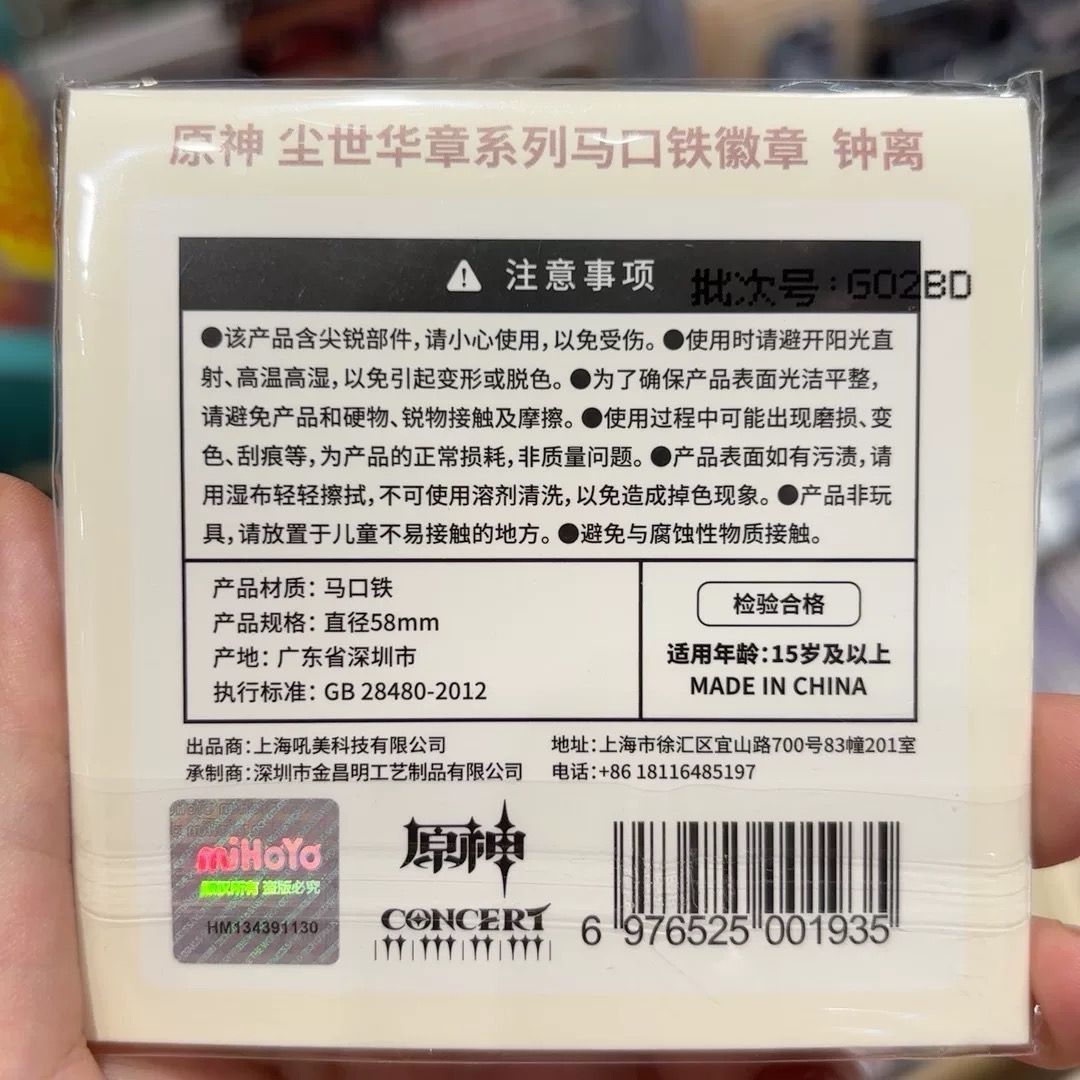 原神 尘世华章系列马口铁徽章 钟离
注意事项
批次号:G02BD
●该产品含尖锐部件,请小心使用,以免受伤。●使用时请避开阳光直
射、高温高湿,以免引起变形或脱色。●为了确保产品表面光洁平整,
请避免产品和硬物、锐物接触及摩擦。●使用过程中可能出现磨损、变
色、刮痕等,为产品的正常损耗,非质量问题。●产品表面如有污渍,请
用湿布轻轻擦拭,不可使用溶剂清洗,以免造成掉色现象。●产品非玩
具,请放置于儿童不易接触的地方。●避免与腐蚀性物质接触。
产品材质:马口铁
产品规格:直径58mm
产地:广东省深圳市
执行标准:GB 28480-2012
检验合格
适用年龄:15岁及以上
MADE IN CHINA
出品商:上海吼美科技有限公司
承制商:深圳市金昌明工艺制品有限公司
地址:上海市徐汇区宜山路700号83幢201室
电话:+86 18116485197
miHoYo
版权所有 盗版必究
HM134391130
原神
CONCERT
6 976525 001935